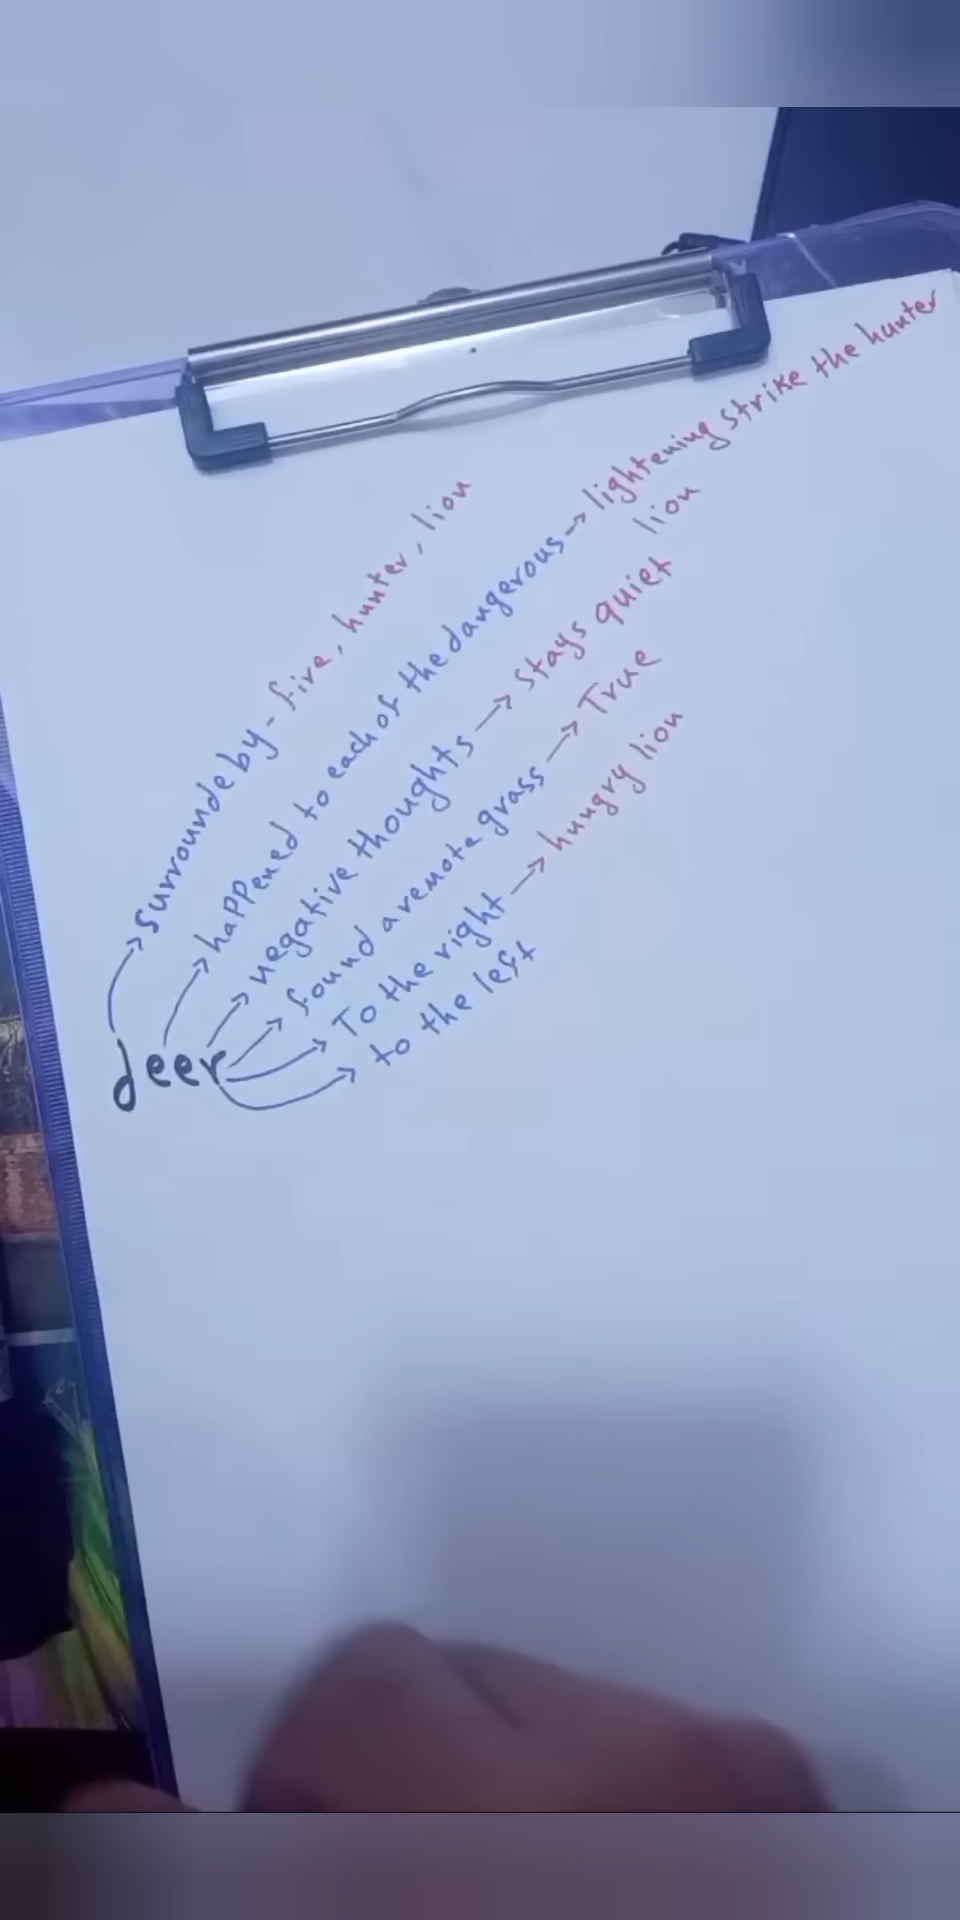 surrounde by - fire, hunter, lion
happened to each of the dangerous → lightening strike the hunter
lion
negative thoughts → stays quiet
found a remote grass → True
To the right → hungry lion
to the left
deer